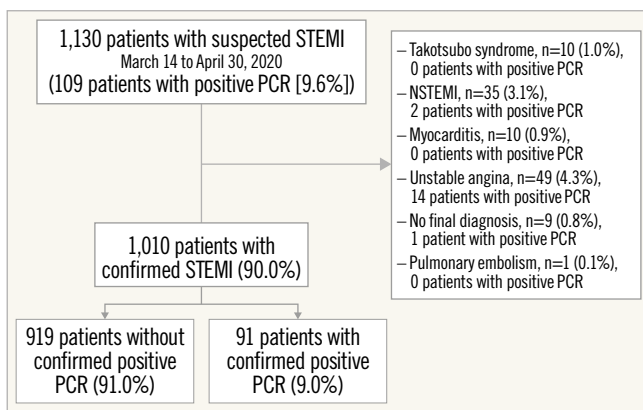 1,130 patients with suspected STEMI
March 14 to April 30, 2020
(109 patients with positive PCR [9.6%])
– Takotsubo syndrome, n=10 (1.0%),
0 patients with positive PCR
– NSTEMI, n=35 (3.1%),
2 patients with positive PCR
– Myocarditis, n=10 (0.9%),
0 patients with positive PCR
– Unstable angina, n=49 (4.3%),
14 patients with positive PCR
– No final diagnosis, n=9 (0.8%),
1 patient with positive PCR
– Pulmonary embolism, n=1 (0.1%),
0 patients with positive PCR
1,010 patients with
confirmed STEMI (90.0%)
919 patients without
confirmed positive
PCR (91.0%)
91 patients with
confirmed positive
PCR (9.0%)